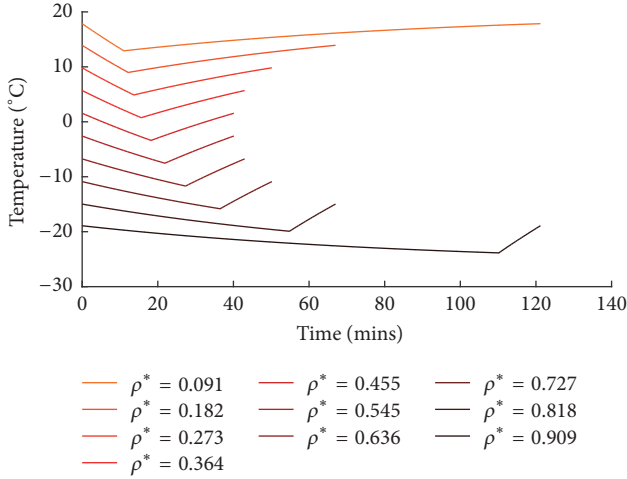 20
10
0
−10
−20
−30
Temperature (°C)
0 20 40 60 80 100 120 140
Time (mins)
ρ* = 0.091 ρ* = 0.455 ρ* = 0.727
ρ* = 0.182 ρ* = 0.545 ρ* = 0.818
ρ* = 0.273 ρ* = 0.636 ρ* = 0.909
ρ* = 0.364